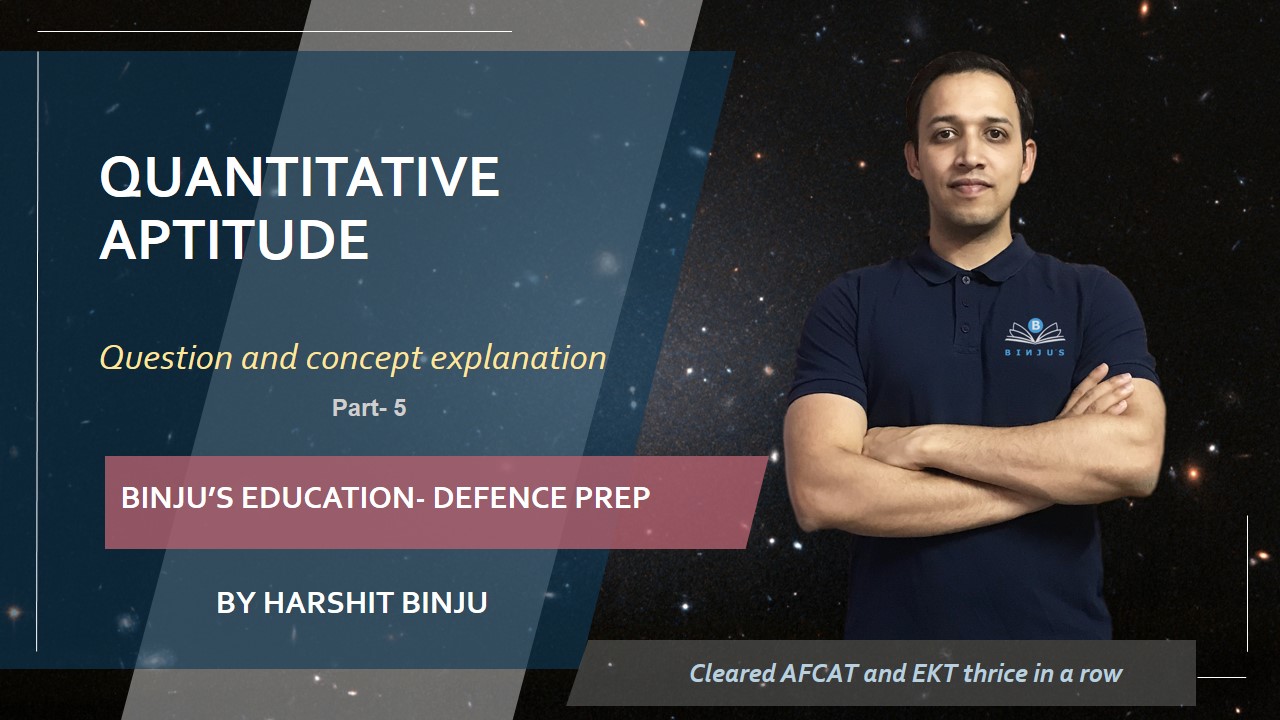 QUANTITATIVE
APTITUDE
Question and concept explanation
Part- 5
BINJU’S EDUCATION- DEFENCE PREP
BY HARSHIT BINJU
B
BINJUS
Cleared AFCAT and EKT thrice in a row